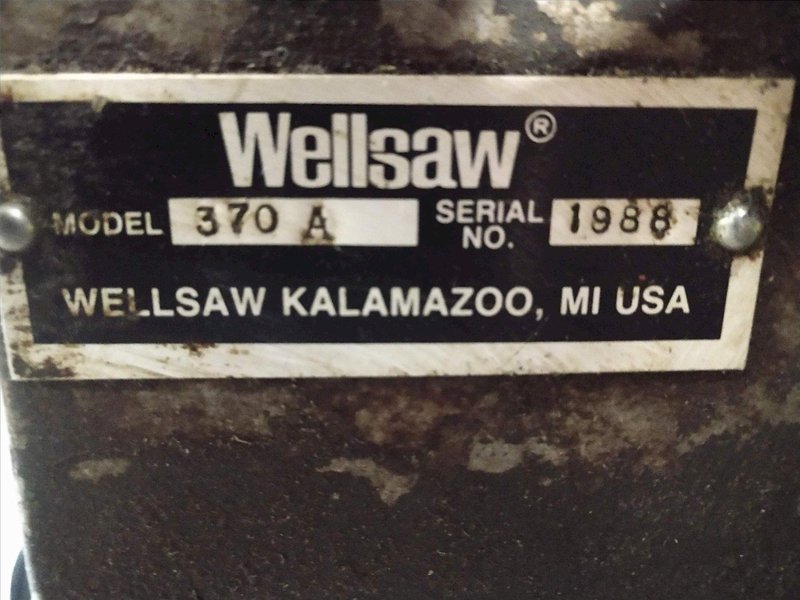 Wellsaw®
MODEL 370 A SERIAL NO. 1988
WELLSAW KALAMAZOO, MI USA